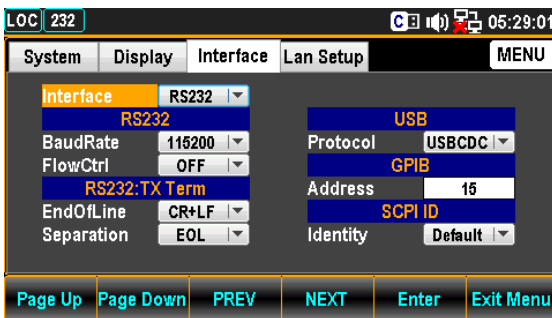 LOC 232 C 05:29:01
System Display Interface Lan Setup MENU
Interface RS232
RS232 USB
BaudRate 115200 Protocol USBCDC
FlowCtrl OFF GPIB
RS232:TX Term Address 15
EndOfLine CR+LF SCPI ID
Separation EOL Identity Default
Page Up Page Down PREV NEXT Enter Exit Menu